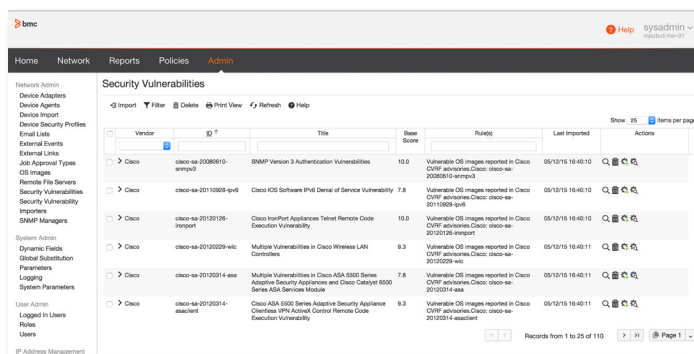 bmc
Help sysadmin
Home Network Reports Policies Admin
Network Admin
Device Adapters
Device Agents
Device Import
Device Security Profiles
Email Lists
External Events
External Links
Job Approval Types
OS Images
Remote File Servers
Security Vulnerabilities
Security Vulnerability
Importers
SNMP Managers
System Admin
Dynamic Fields
Global Substitution
Parameters
Logging
System Parameters
User Admin
Logged In Users
Roles
Users
IP Address Management
Security Vulnerabilities
Import Filter Delete Print View Refresh Help
Show 25 items per page
Vendor ID Title Base Score Rule(s) Last Imported Actions
Cisco cisco-sa-20080610-snmpv3 SNMP Version 3 Authentication Vulnerabilities 10.0 Vulnerable OS images reported in Cisco CVRF advisories.Cisco: cisco-sa-20080610-snmpv3 05/12/15 16:40:10
Cisco cisco-sa-20110928-ipv6 Cisco IOS Software IPv6 Denial of Service Vulnerability 7.8 Vulnerable OS images reported in Cisco CVRF advisories.Cisco: cisco-sa-20110928-ipv6 05/12/15 16:40:10
Cisco cisco-sa-20120126-ironport Cisco IronPort Appliances Telnet Remote Code Execution Vulnerability 10.0 Vulnerable OS images reported in Cisco CVRF advisories.Cisco: cisco-sa-20120126-ironport 05/12/15 16:40:10
Cisco cisco-sa-20120229-wlc Multiple Vulnerabilities in Cisco Wireless LAN Controllers 9.3 Vulnerable OS images reported in Cisco CVRF advisories.Cisco: cisco-sa-20120229-wlc 05/12/15 16:40:11
Cisco cisco-sa-20120314-asa Multiple Vulnerabilities in Cisco ASA 5500 Series Adaptive Security Appliances and Cisco Catalyst 6500 Series ASA Services Module 7.8 Vulnerable OS images reported in Cisco CVRF advisories.Cisco: cisco-sa-20120314-asa 05/12/15 16:40:11
Cisco cisco-sa-20120314-asaclient Cisco ASA 5500 Series Adaptive Security Appliance Clientless VPN ActiveX Control Remote Code Execution Vulnerability 9.3 Vulnerable OS images reported in Cisco CVRF advisories.Cisco: cisco-sa-20120314-asaclient 05/12/15 16:40:11
Records from 1 to 25 of 110 Page 1